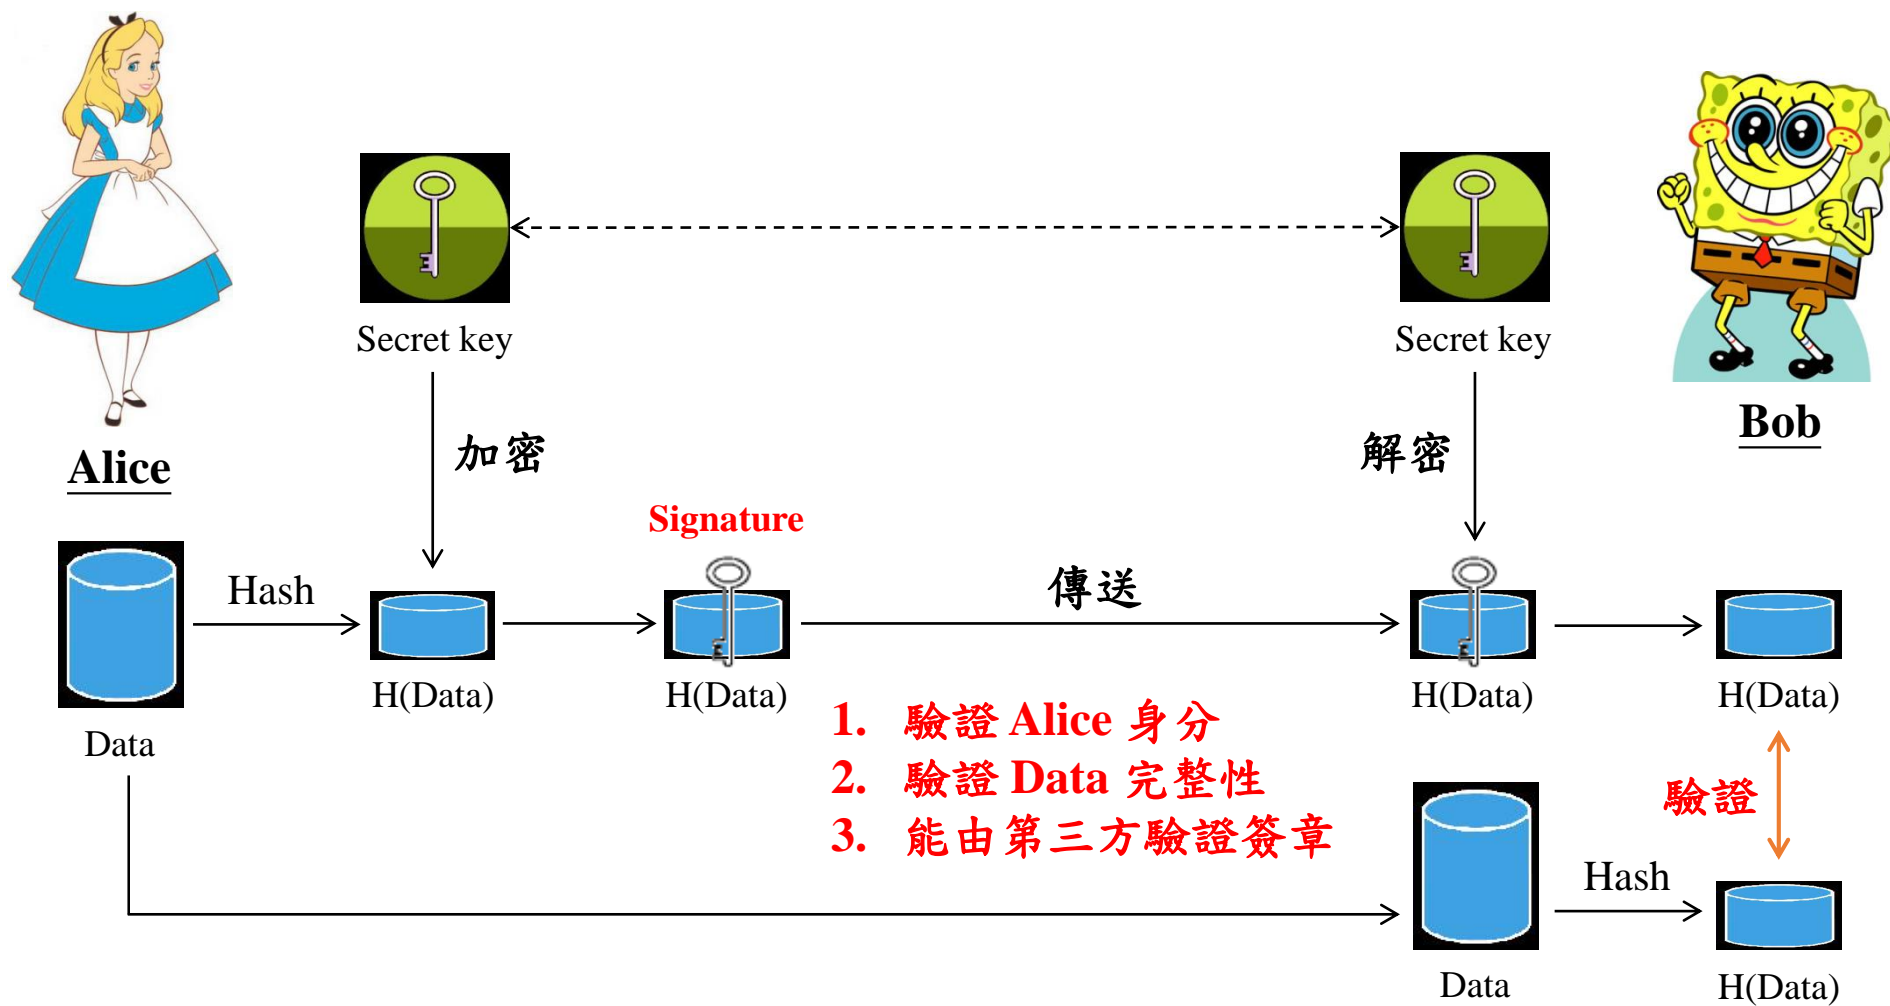 Secret key
Secret key
Alice
Bob
加密
解密
Signature
Hash
傳送
Data
H(Data)
H(Data)
H(Data)
H(Data)
1. 驗證 Alice 身分
2. 驗證 Data 完整性
3. 能由第三方驗證簽章
驗證
Hash
Data
H(Data)